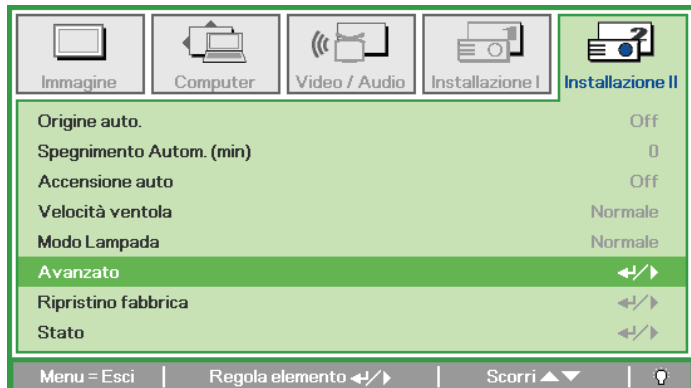 Immagine Computer Video / Audio Installazione I Installazione II
Origine auto. Off
Spegnimento Autom. (min) 0
Accensione auto Off
Velocità ventola Normale
Modo Lampada Normale
Avanzato
Ripristino fabbrica
Stato
Menu = Esci Regola elemento Scorri